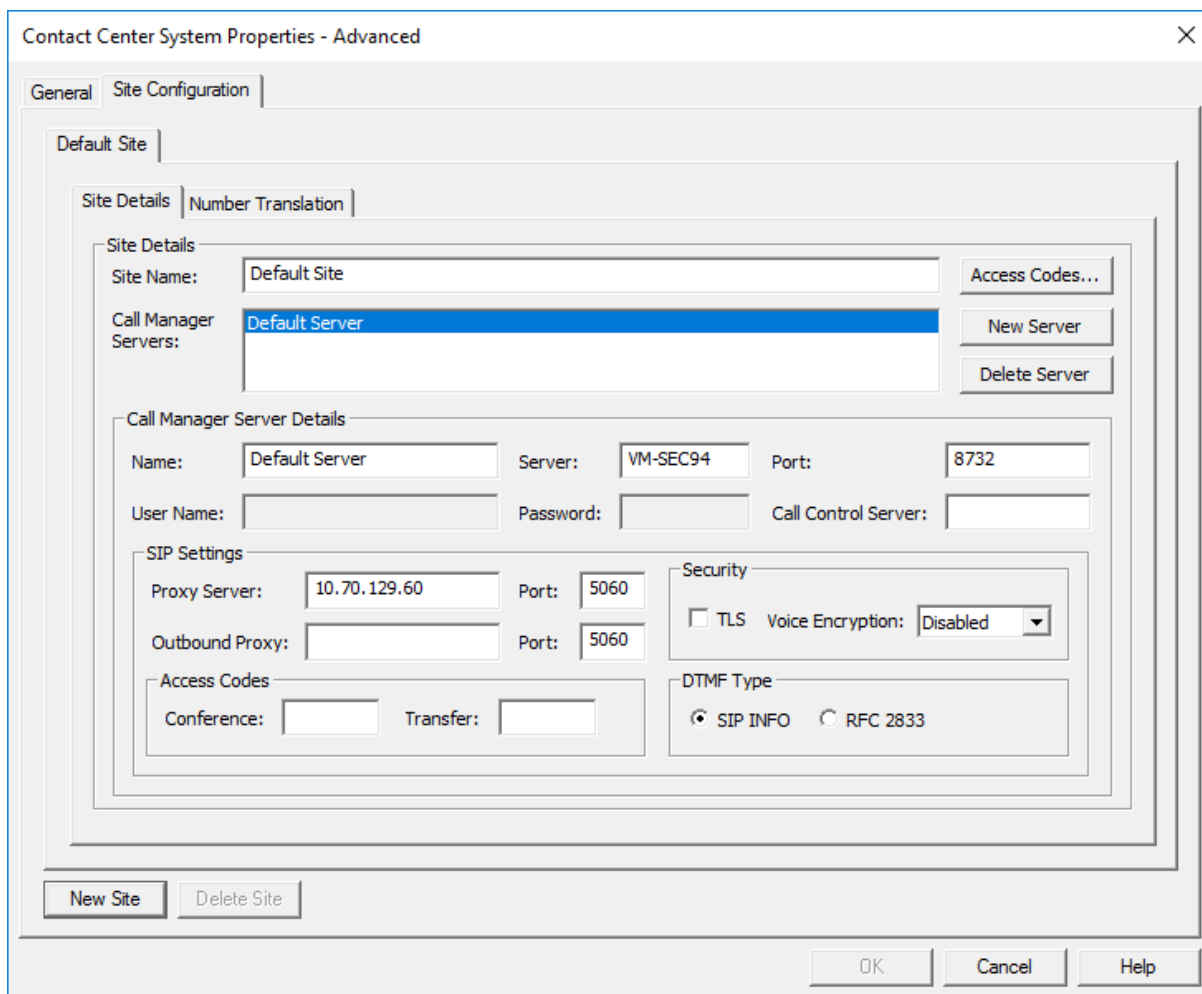 Contact Center System Properties - Advanced
General Site Configuration
Default Site
Site Details Number Translation
Site Details
Site Name: Default Site Access Codes...
Call Manager Servers: Default Server New Server
Delete Server
Call Manager Server Details
Name: Default Server Server: VM-SEC94 Port: 8732
User Name: Password: Call Control Server:
SIP Settings
Proxy Server: 10.70.129.60 Port: 5060
Outbound Proxy: Port: 5060
Security
TLS Voice Encryption: Disabled
Access Codes
Conference: Transfer:
DTMF Type
SIP INFO RFC 2833
New Site Delete Site
OK Cancel Help